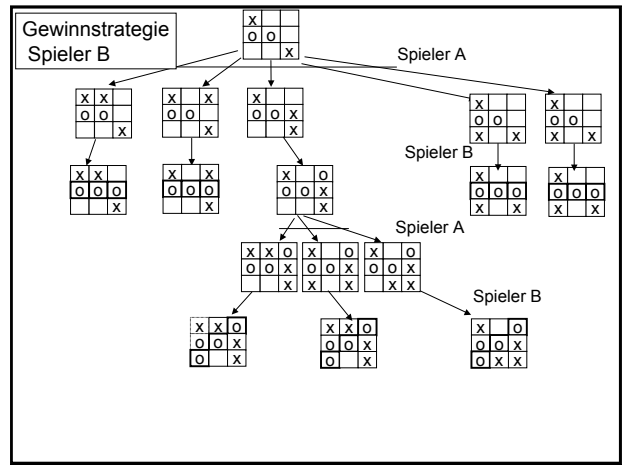 Gewinnstrategie
Spieler B
x
o o
x
Spieler A
x x
o o
x
x x
o o
x
x
o o x
x
x
o o
x x
x
o o
x x
Spieler B
x x
o o o
x
x x
o o o
x
x o
o o x
x
x
o o o
x x
x
o o o
x x
Spieler A
x x o
o o x
x
x o
o o x
x x
x o
o o x
x x
Spieler B
x x o
o o x
o x
x x o
o o x
o x
x o
o o x
o x x